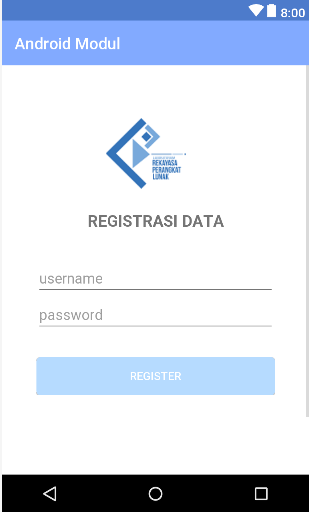 8:00
Android Modul
REKAYASA
PERANGKAT
LUNAK
REGISTRASI DATA
username
password
REGISTER